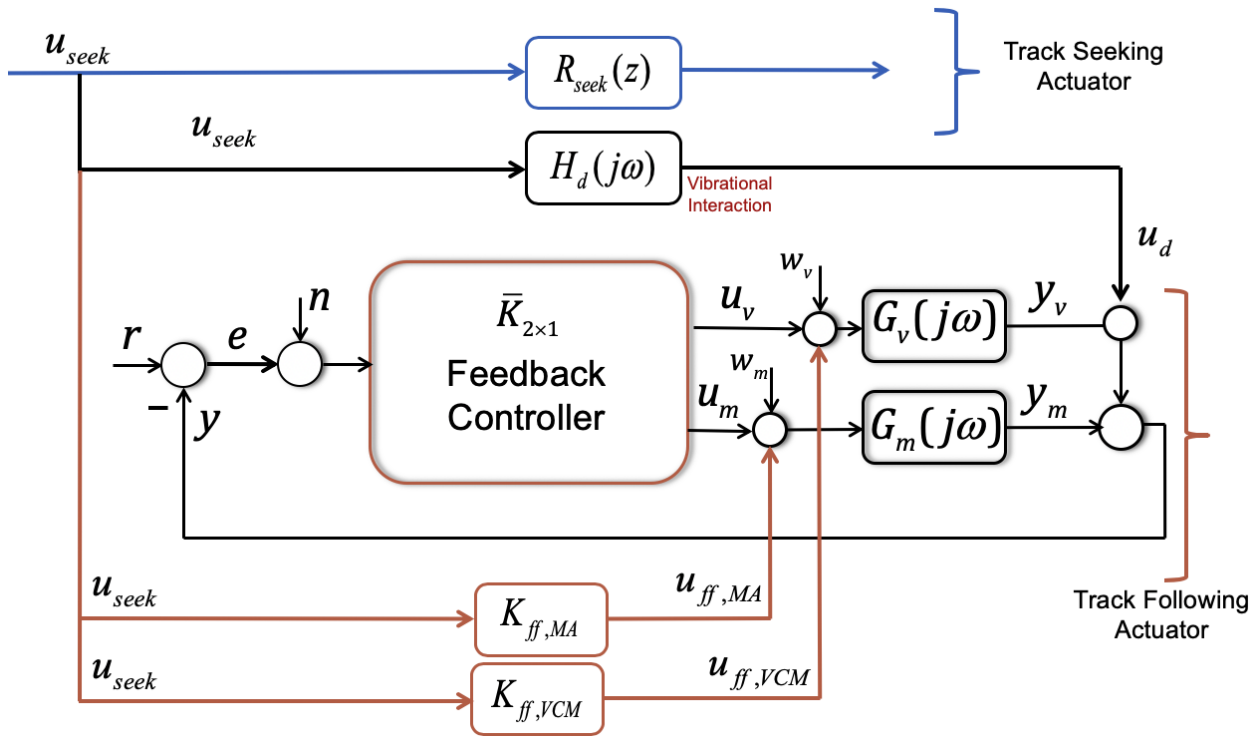 u_seek
R_seek(z)
Track Seeking
Actuator
u_seek
H_d(jω)
Vibrational
Interaction
u_d
r
−
e
n
y
K̄_2×1
Feedback
Controller
u_v
w_v
G_v(jω)
y_v
u_m
w_m
G_m(jω)
y_m
u_seek
K_ff,MA
u_ff,MA
u_seek
K_ff,VCM
u_ff,VCM
Track Following
Actuator